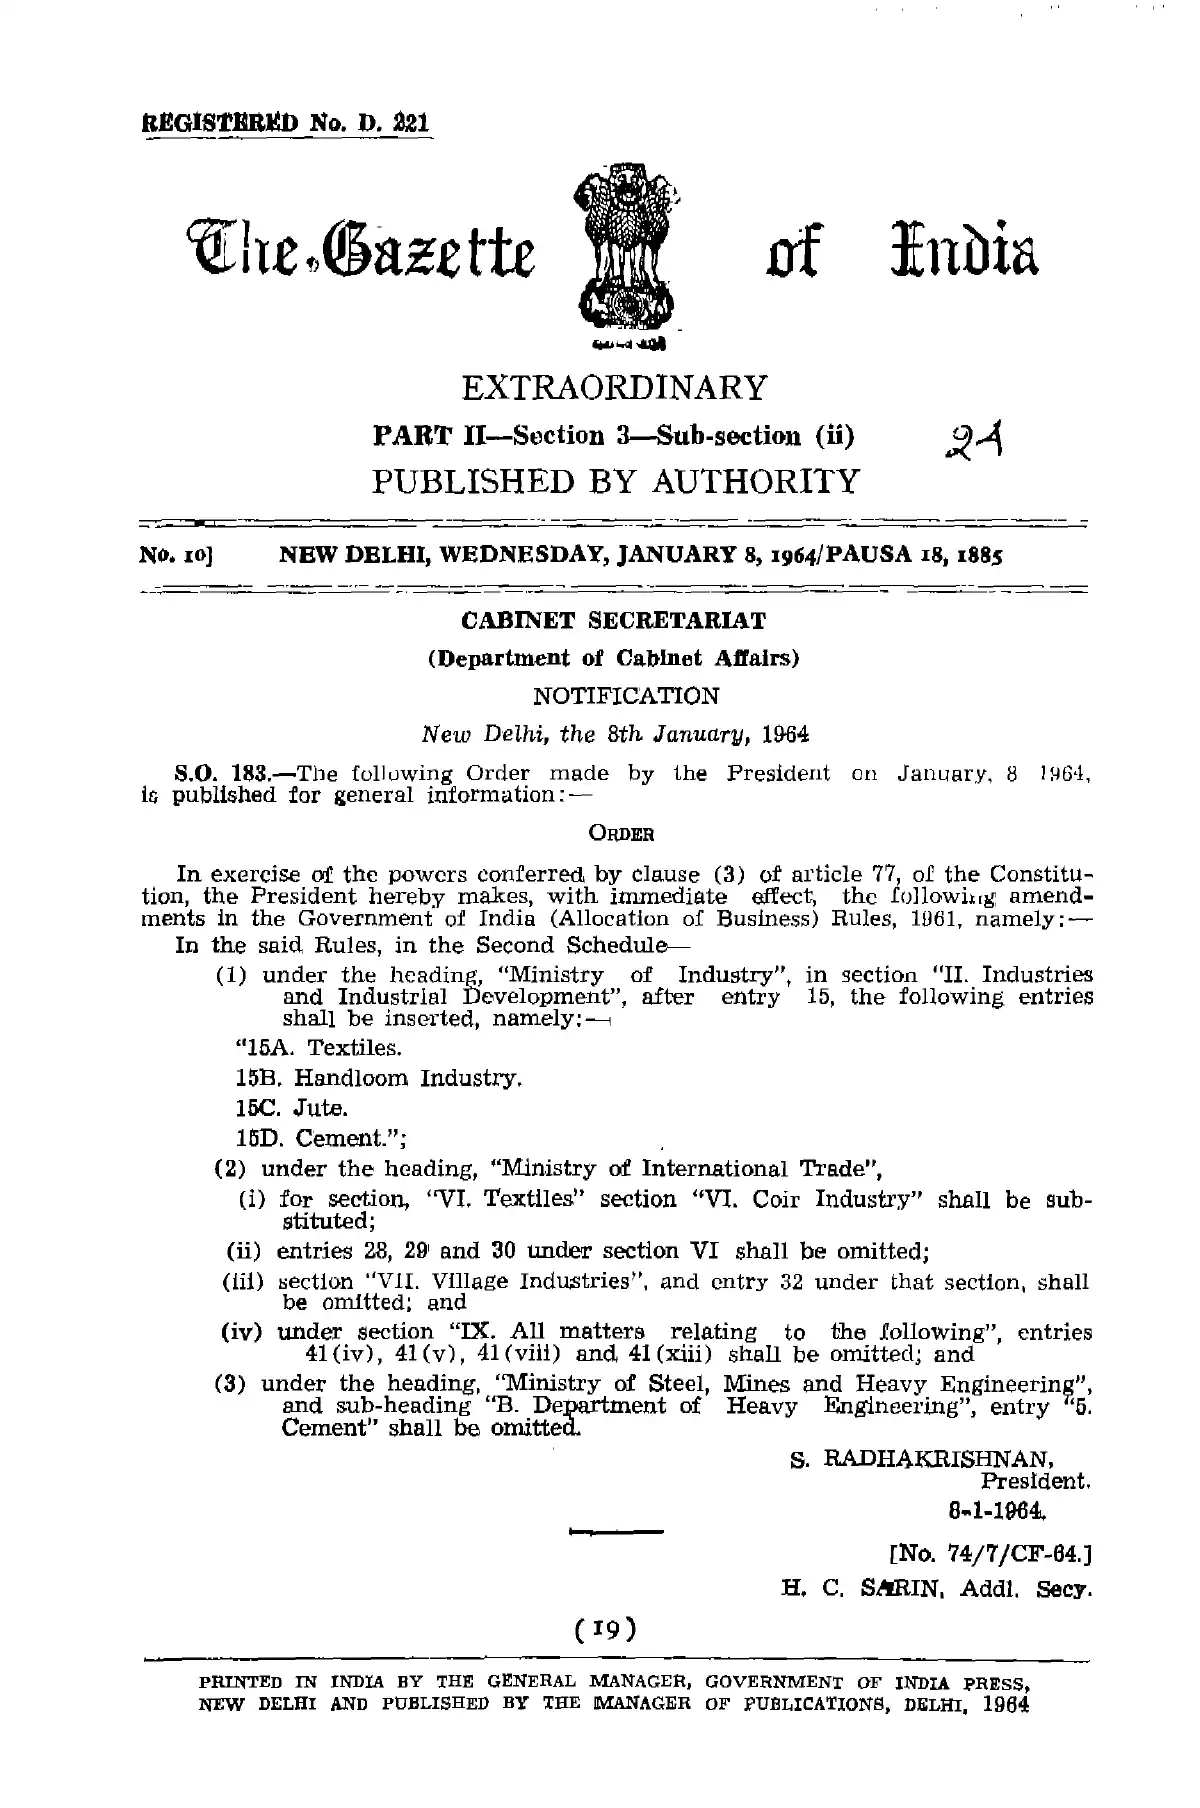 REGISTERED No. D. 221
The Gazette of India
EXTRAORDINARY
PART II—Section 3—Sub-section (ii)
2A
PUBLISHED BY AUTHORITY
No. 10] NEW DELHI, WEDNESDAY, JANUARY 8, 1964/PAUSA 18, 1885
CABINET SECRETARIAT
(Department of Cabinet Affairs)
NOTIFICATION
New Delhi, the 8th January, 1964
S.O. 183.—The following Order made by the President on January, 8 1964,
is published for general information:—
ORDER
In exercise of the powers conferred by clause (3) of article 77, of the Constitu-
tion, the President hereby makes, with immediate effect, the following amend-
ments in the Government of India (Allocation of Business) Rules, 1961, namely:—
In the said Rules, in the Second Schedule—
(1) under the heading, "Ministry of Industry", in section "II. Industries
and Industrial Development", after entry 15, the following entries
shall be inserted, namely:—
"15A. Textiles.
15B. Handloom Industry.
15C. Jute.
15D. Cement.";
(2) under the heading, "Ministry of International Trade",
(i) for section, "VI. Textiles" section "VI. Coir Industry" shall be sub-
stituted;
(ii) entries 28, 29 and 30 under section VI shall be omitted;
(iii) section "VII. Village Industries", and entry 32 under that section, shall
be omitted; and
(iv) under section "IX. All matters relating to the following", entries
41(iv), 41(v), 41(viii) and 41(xiii) shall be omitted; and
(3) under the heading, "Ministry of Steel, Mines and Heavy Engineering",
and sub-heading "B. Department of Heavy Engineering", entry "5.
Cement" shall be omitted.
S. RADHAKRISHNAN,
President.
8-1-1964.
[No. 74/7/CF-64.]
H. C. SARIN, Addl. Secy.
(19)
PRINTED IN INDIA BY THE GENERAL MANAGER, GOVERNMENT OF INDIA PRESS,
NEW DELHI AND PUBLISHED BY THE MANAGER OF PUBLICATIONS, DELHI, 1964